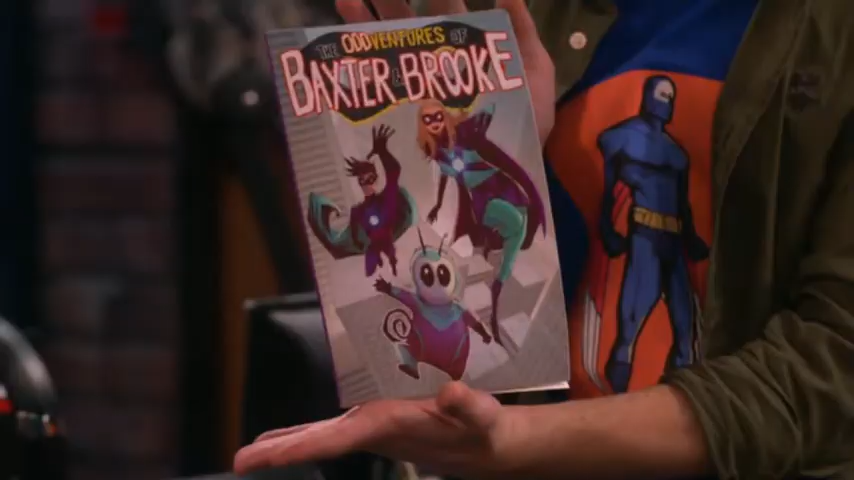 THE ODDVENTURES OF
BAXTER & BROOKE